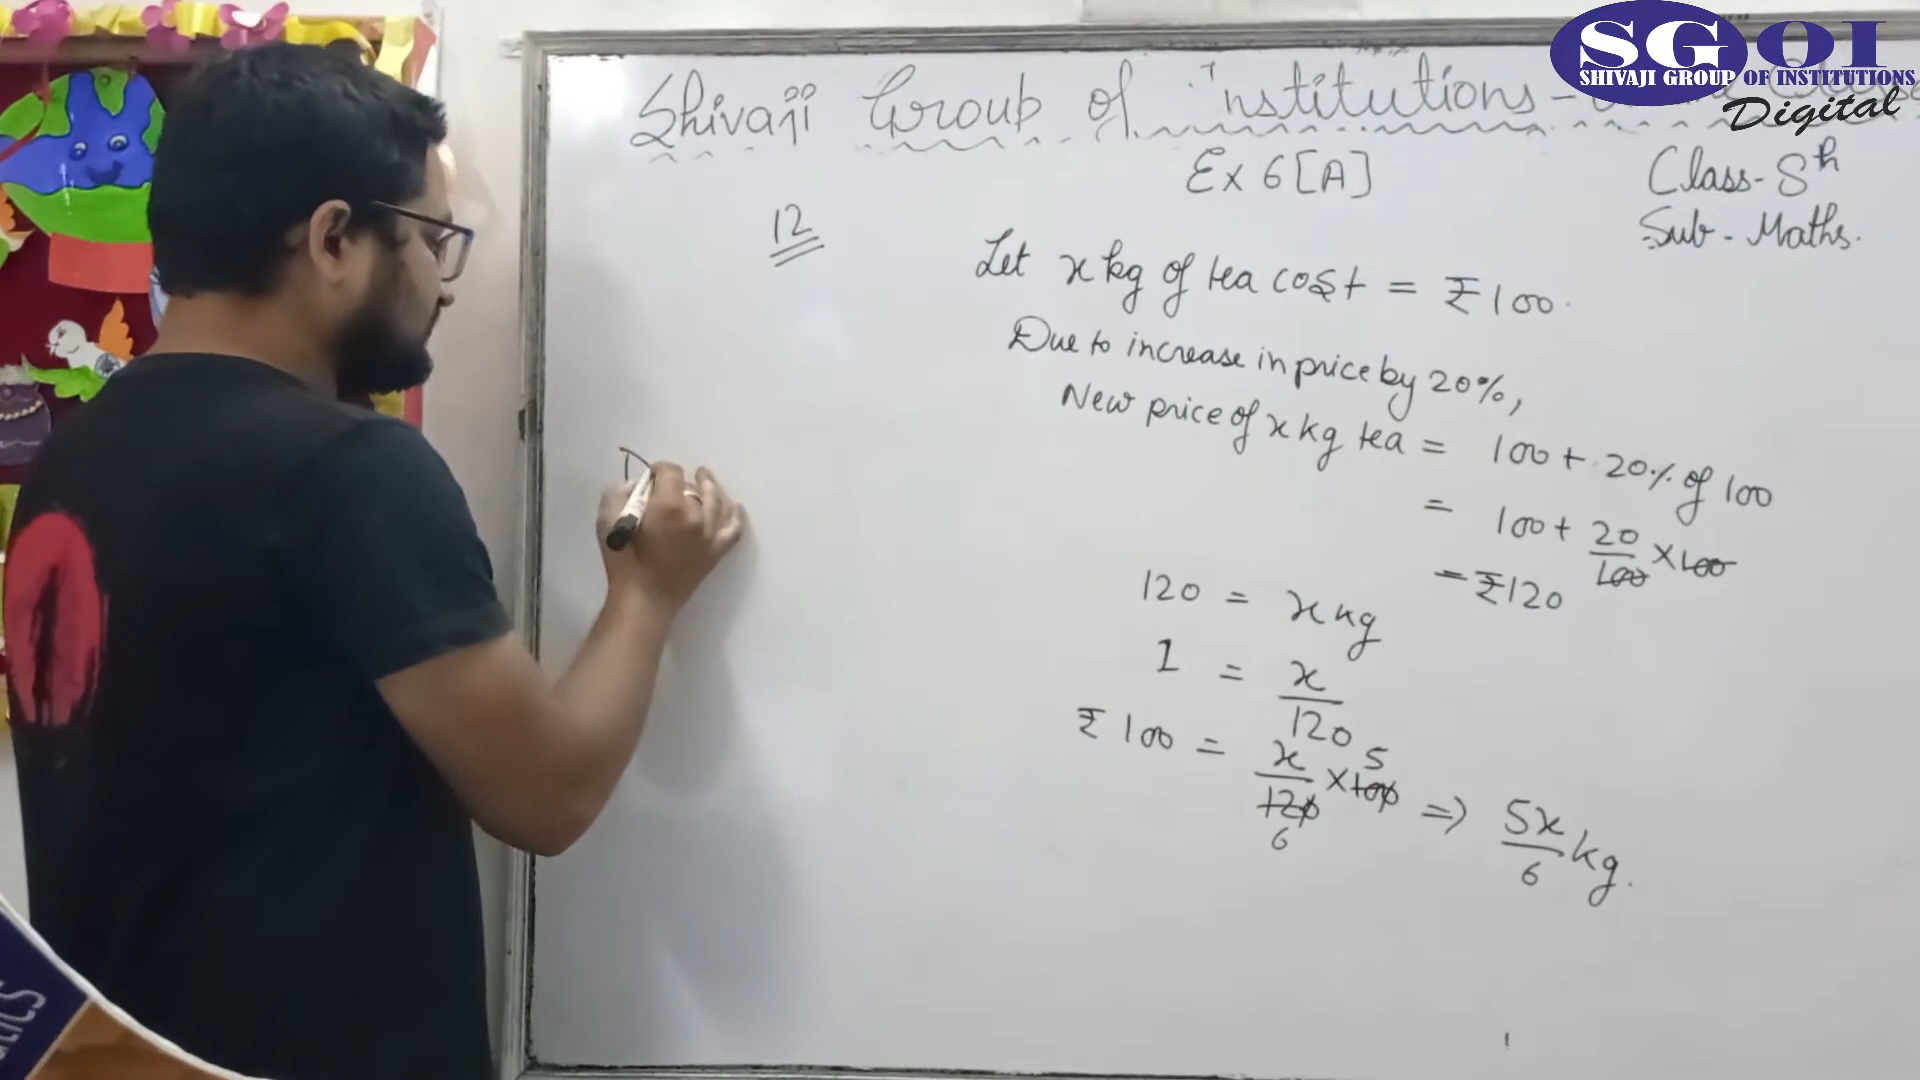 SGOI
SHIVAJI GROUP OF INSTITUTIONS
Digital
Shivaji Group of Institutions -
Ex 6[A]
Class - 8th
Sub - Maths.
12
Let x kg of tea cost = ₹100.
Due to increase in price by 20%,
New price of x kg tea = 100 + 20% of 100
= 100 + 20/100 × 100
= ₹120
120 = x kg
1 = x/120
₹ 100 = x/120 × 100 ⇒ 5x/6 kg.
5
6